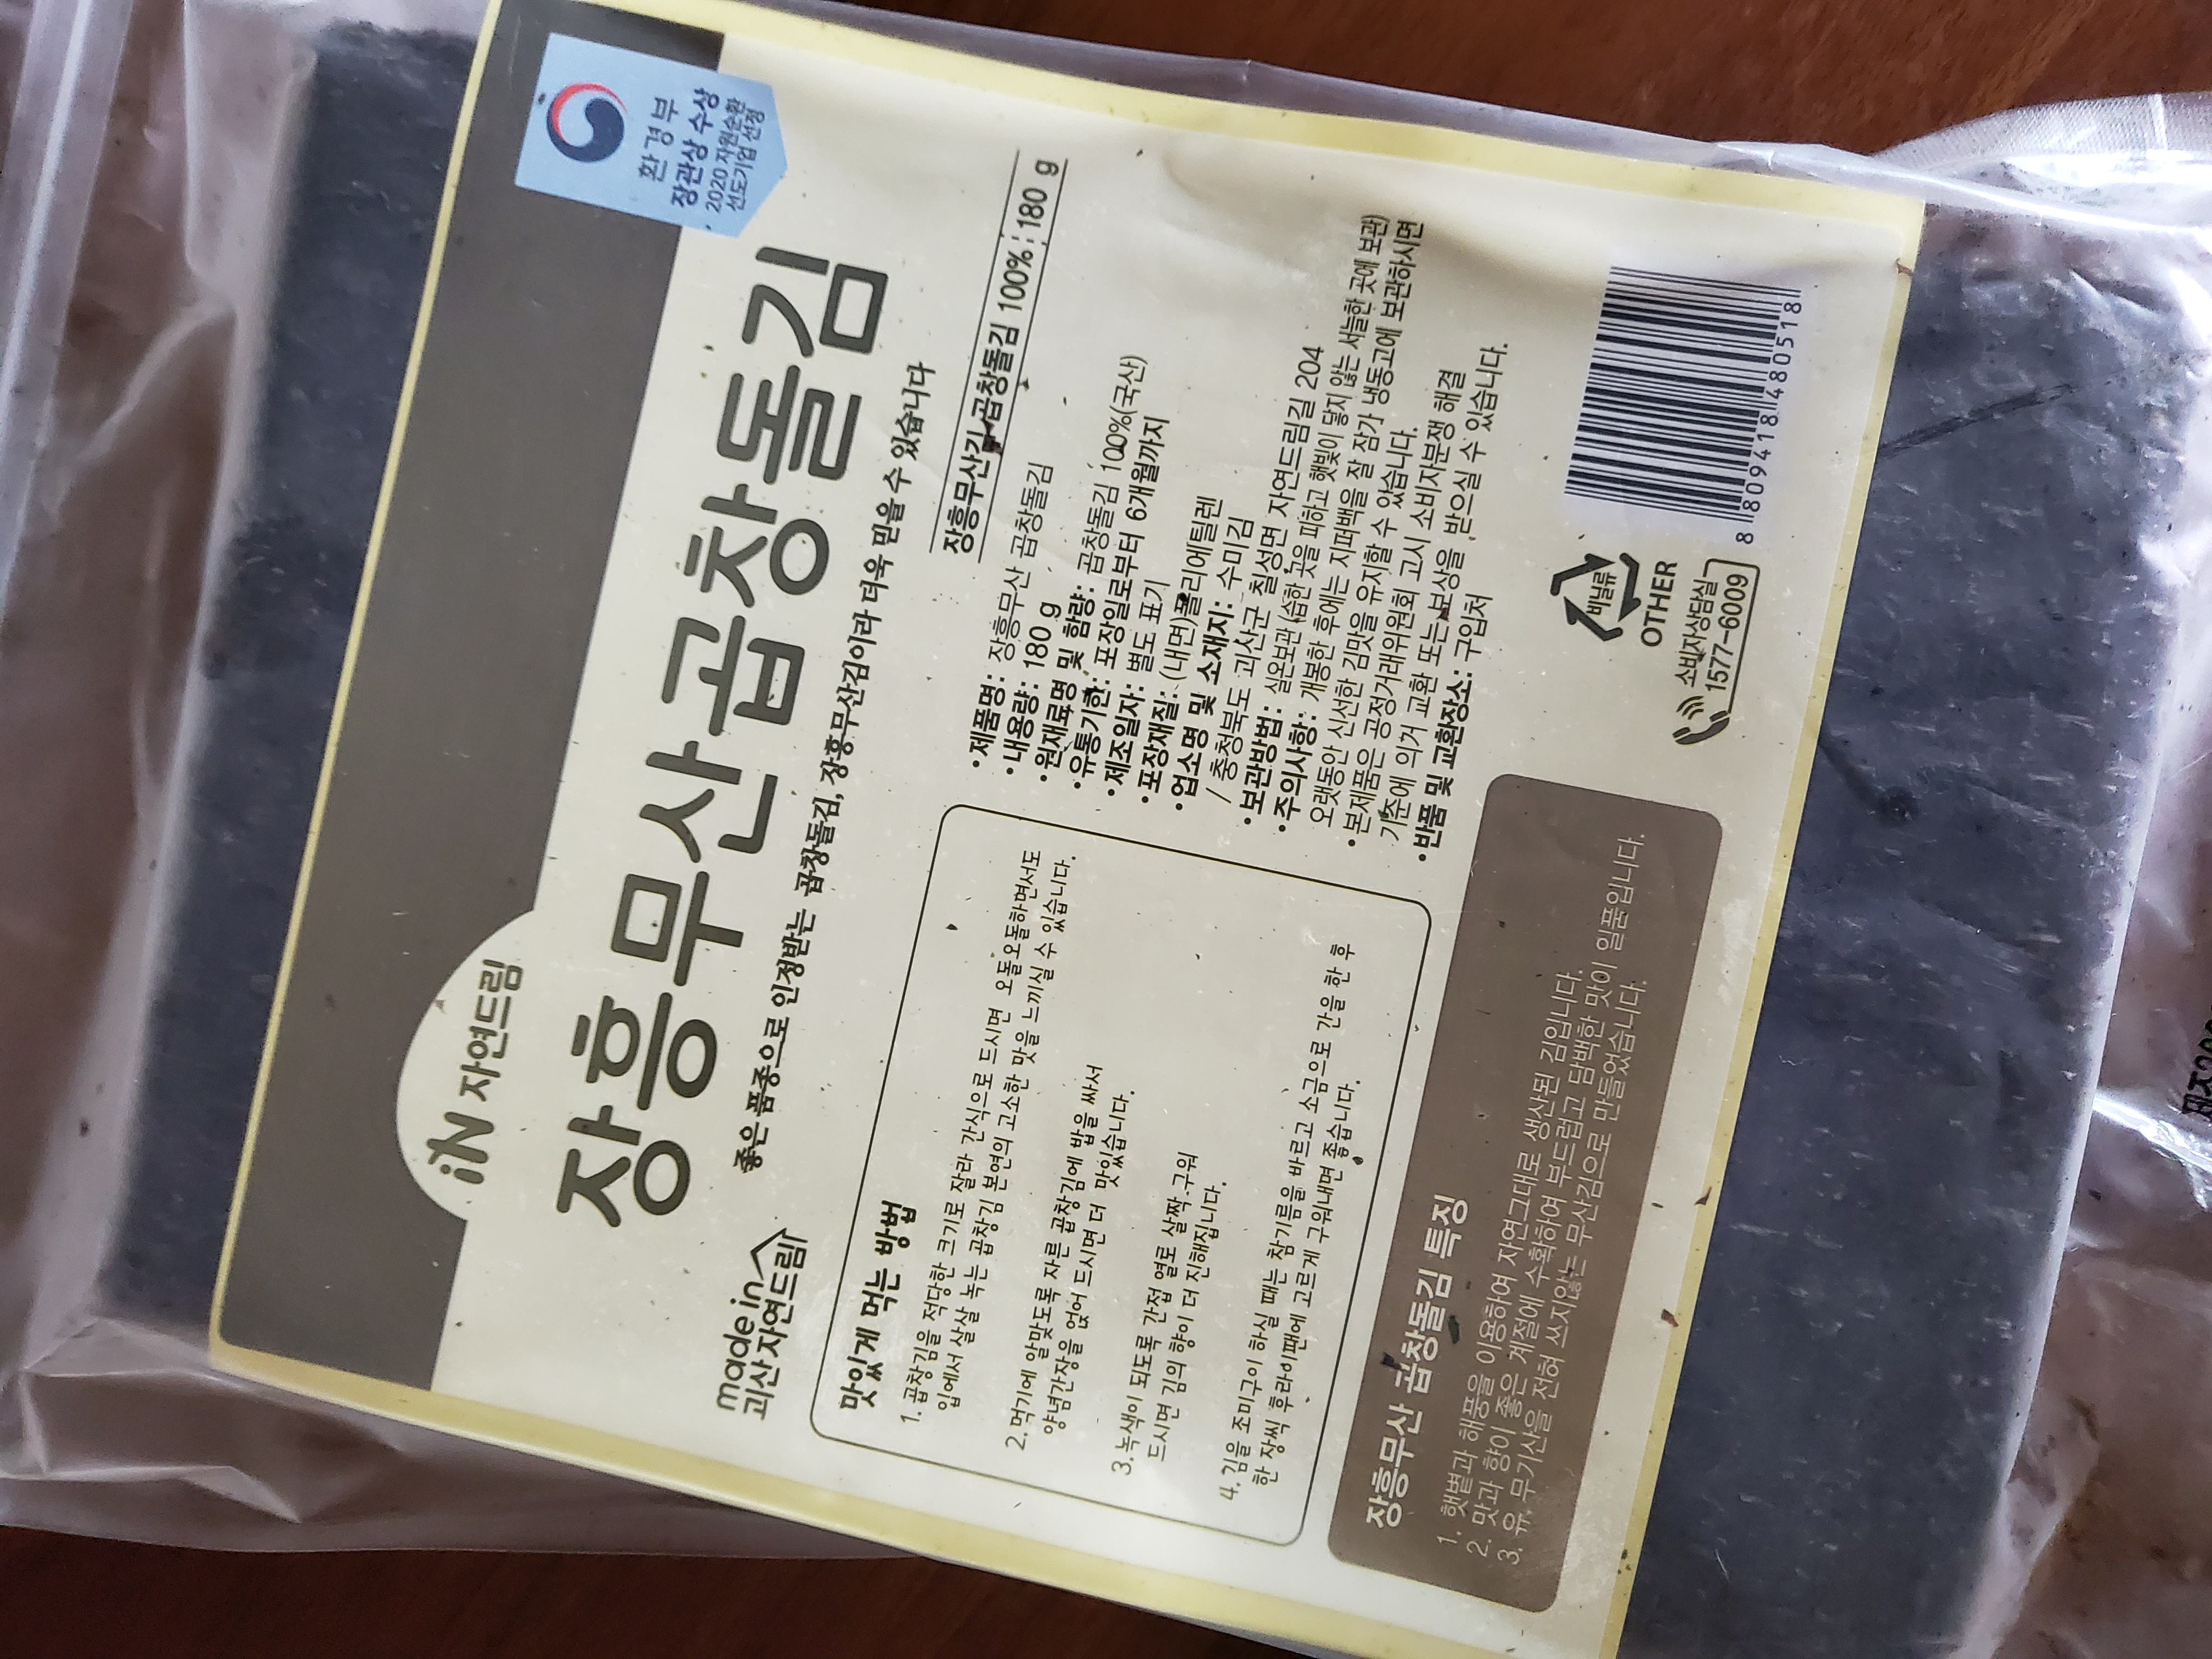 환경부
장관상 수상
2020 자원순환
선도기업 선정
iN 자연드림
장흥무산곱창돌김
made in
괴산자연드림
좋은 품종으로 인정받는 곱창돌김, 장흥무산김이라 더욱 믿을 수 있습니다
장흥무산김,곱창돌김 100% 180 g
맛있게 먹는 방법
1. 곱창김을 적당한 크기로 잘라 간식으로 드시면 오돌오돌하면서도
입에서 살살 녹는 곱창김 본연의 고소한 맛을 느끼실 수 있습니다.
2. 먹기에 알맞도록 자른 곱창김에 밥을 싸서
양념간장을 얹어 드시면 더 맛있습니다.
3. 녹색이 되도록 간접 열로 살짝 구워
드시면 김의 향이 더 진해집니다.
4. 김을 조미구이 하실 때는 참기름을 바르고 소금으로 간을 한 후
한 장씩 후라이팬에 고르게 구워내면 좋습니다.
•제품명: 장흥무산 곱창돌김
•내용량: 180 g
•원재료명 및 함량: 곱창돌김 100%(국산)
•유통기한: 포장일로부터 6개월까지
•제조일자: 별도 표기
•포장재질: (내면)폴리에틸렌
•업소명 및 소재지: 수미김
/ 충청북도 괴산군 칠성면 자연드림길 204
•보관방법: 실온보관(습한 곳을 피하고 햇빛이 닿지 않는 서늘한 곳에 보관)
•주의사항: 개봉한 후에는 지퍼백을 잘 잠가 냉동고에 보관하시면
오랫동안 신선한 김맛을 유지할 수 있습니다.
•본제품은 공정거래위원회 고시 소비자분쟁 해결
기준에 의거 교환 또는 보상을 받으실 수 있습니다.
•반품 및 교환장소: 구입처
장흥무산 곱창돌김 특징
1. 햇볕과 해풍을 이용하여 자연그대로 생산된 김입니다.
2. 맛과 향이 좋은 계절에 수확하여 부드럽고 담백한 맛이 일품입니다.
3. 유, 무기산을 전혀 쓰지않는 무산김으로 만들었습니다.
비닐류
OTHER
소비자상담실
1577-6009
8 809418 480518